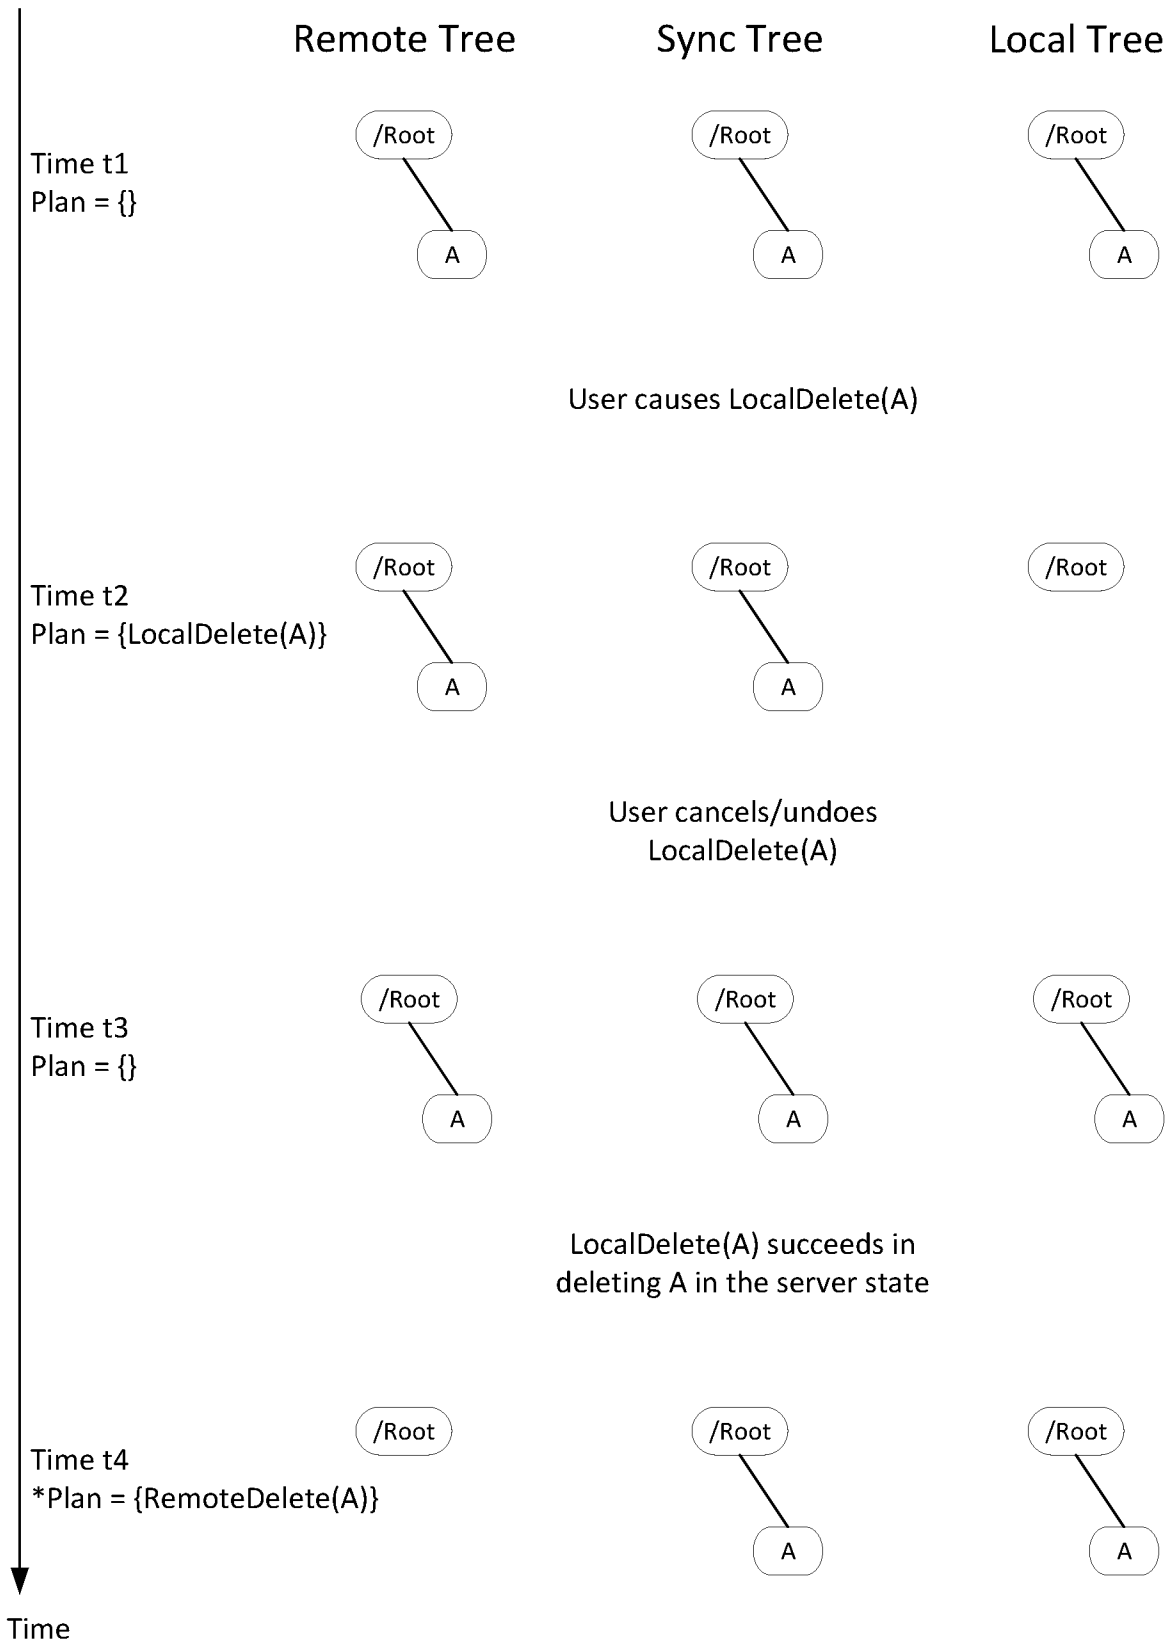 Remote Tree
Sync Tree
Local Tree
/Root
/Root
/Root
Time t1
Plan = {}
A
A
A
User causes LocalDelete(A)
/Root
/Root
/Root
Time t2
Plan = {LocalDelete(A)}
A
A
User cancels/undoes
LocalDelete(A)
/Root
/Root
/Root
Time t3
Plan = {}
A
A
A
LocalDelete(A) succeeds in
deleting A in the server state
/Root
/Root
/Root
Time t4
*Plan = {RemoteDelete(A)}
A
A
Time